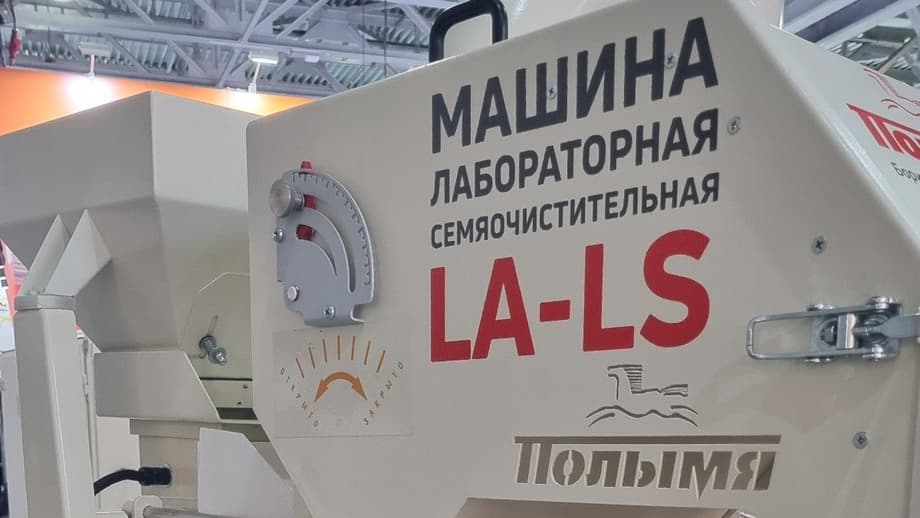 МАШИНА
ЛАБОРАТОРНАЯ
СЕМЯОЧИСТИТЕЛЬНАЯ
LA-LS
ОТКРЫТО ЗАКРЫТО
ПОЛЫМЯ